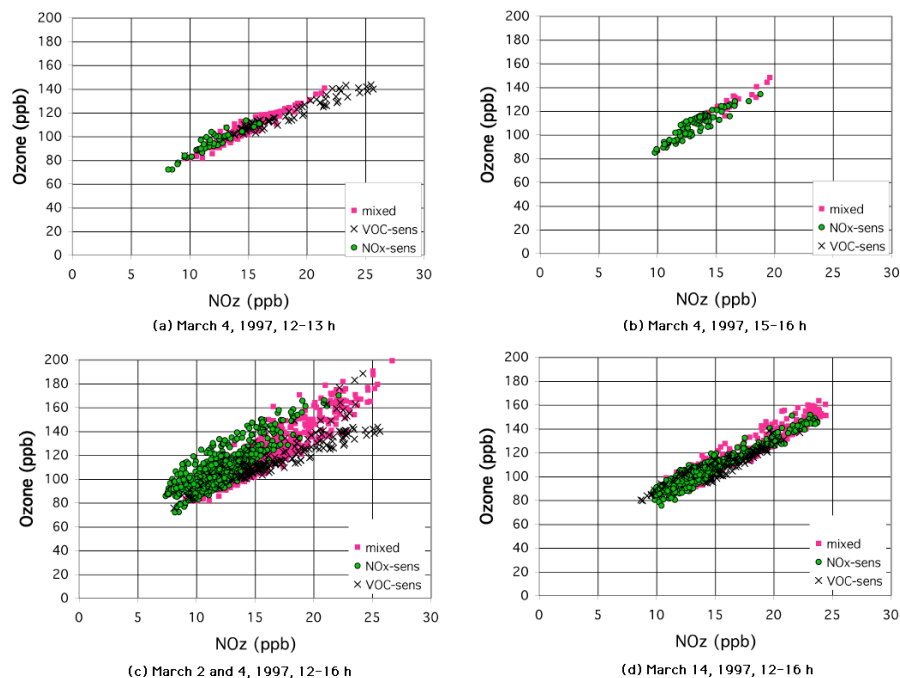 200
180
160
140
120
100
80
60
40
20
0
Ozone (ppb)
mixed
VOC-sens
NOx-sens
0 5 10 15 20 25 30
NOz (ppb)
(a) March 4, 1997, 12-13 h
200
180
160
140
120
100
80
60
40
20
0
Ozone (ppb)
mixed
NOx-sens
VOC-sens
0 5 10 15 20 25 30
NOz (ppb)
(b) March 4, 1997, 15-16 h
200
180
160
140
120
100
80
60
40
20
0
Ozone (ppb)
mixed
NOx-sens
VOC-sens
0 5 10 15 20 25 30
NOz (ppb)
(c) March 2 and 4, 1997, 12-16 h
200
180
160
140
120
100
80
60
40
20
0
Ozone (ppb)
mixed
NOx-sens
VOC-sens
0 5 10 15 20 25 30
NOz (ppb)
(d) March 14, 1997, 12-16 h